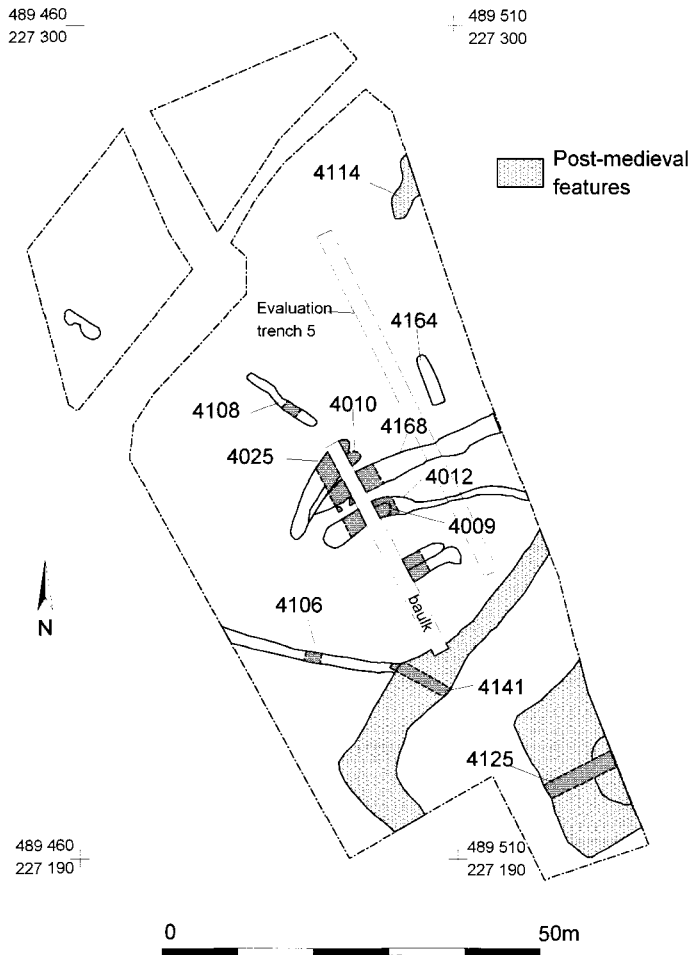 489 460
227 300
489 510
227 300
Post-medieval
features
4114
Evaluation
trench 5
4164
4108
4010
4168
4025
4012
4009
N
baulk
4106
4141
4125
489 460
227 190
489 510
227 190
0
50m